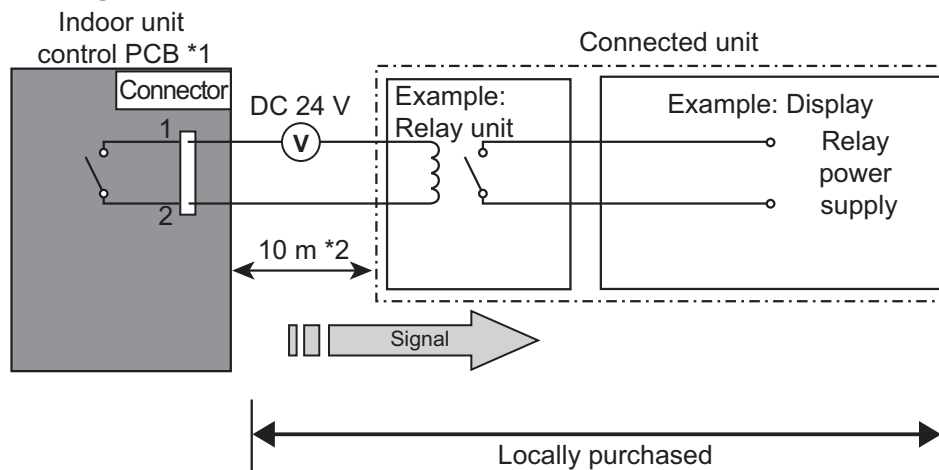 Indoor unit
control PCB *1
Connector
1
2
DC 24 V
V
10 m *2
Connected unit
Example:
Relay unit
Example: Display
Relay
power
supply
Signal
Locally purchased